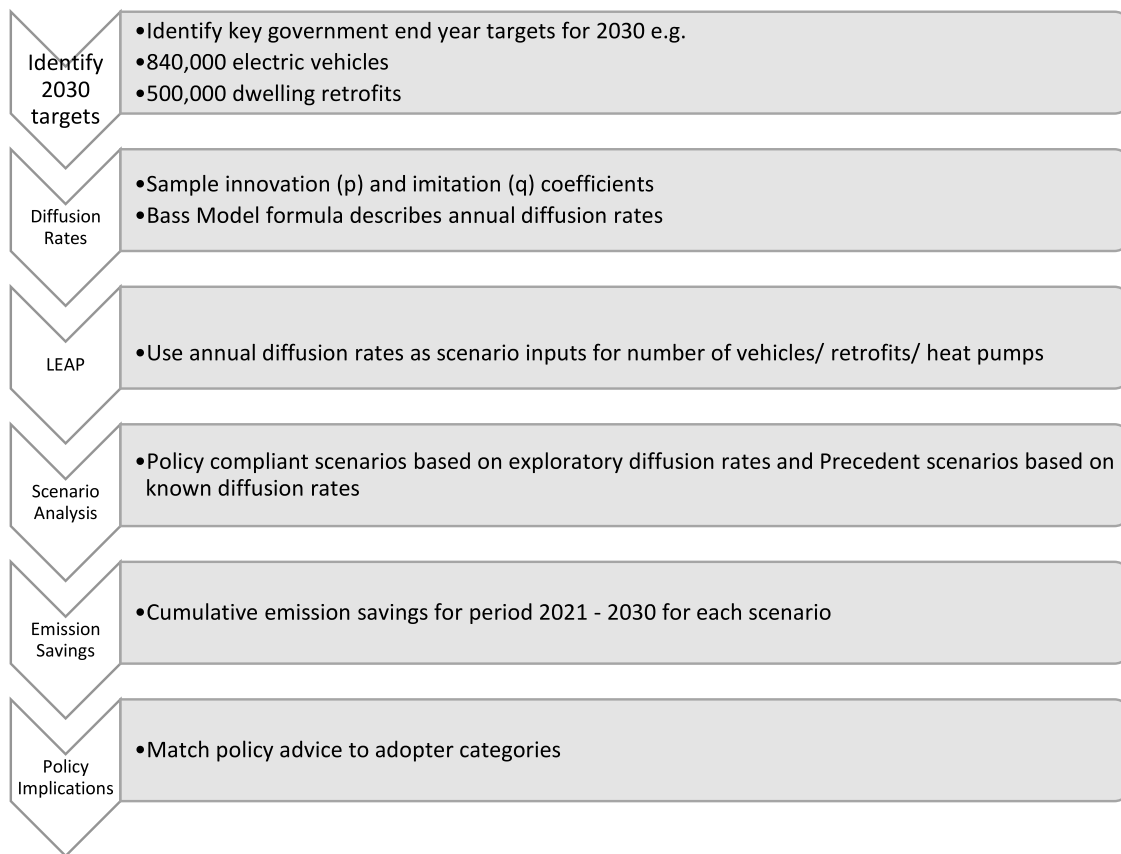 Identify
2030
targets
•Identify key government end year targets for 2030 e.g.
•840,000 electric vehicles
•500,000 dwelling retrofits
Diffusion
Rates
•Sample innovation (p) and imitation (q) coefficients
•Bass Model formula describes annual diffusion rates
LEAP
•Use annual diffusion rates as scenario inputs for number of vehicles/ retrofits/ heat pumps
Scenario
Analysis
•Policy compliant scenarios based on exploratory diffusion rates and Precedent scenarios based on
known diffusion rates
Emission
Savings
•Cumulative emission savings for period 2021 - 2030 for each scenario
Policy
Implications
•Match policy advice to adopter categories